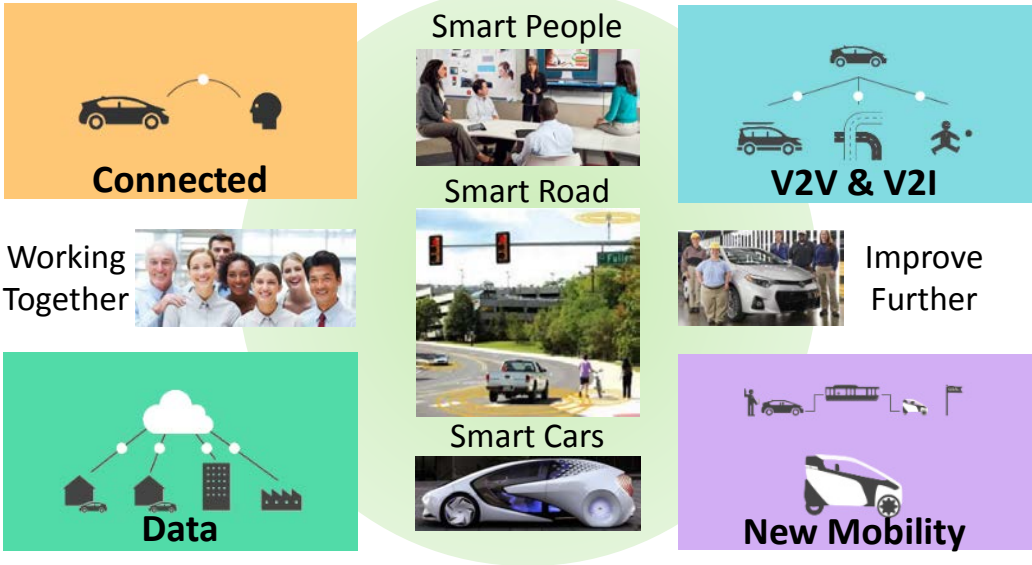 Smart People
Connected
V2V & V2I
Smart Road
Working
Together
Improve
Further
Smart Cars
Data
New Mobility